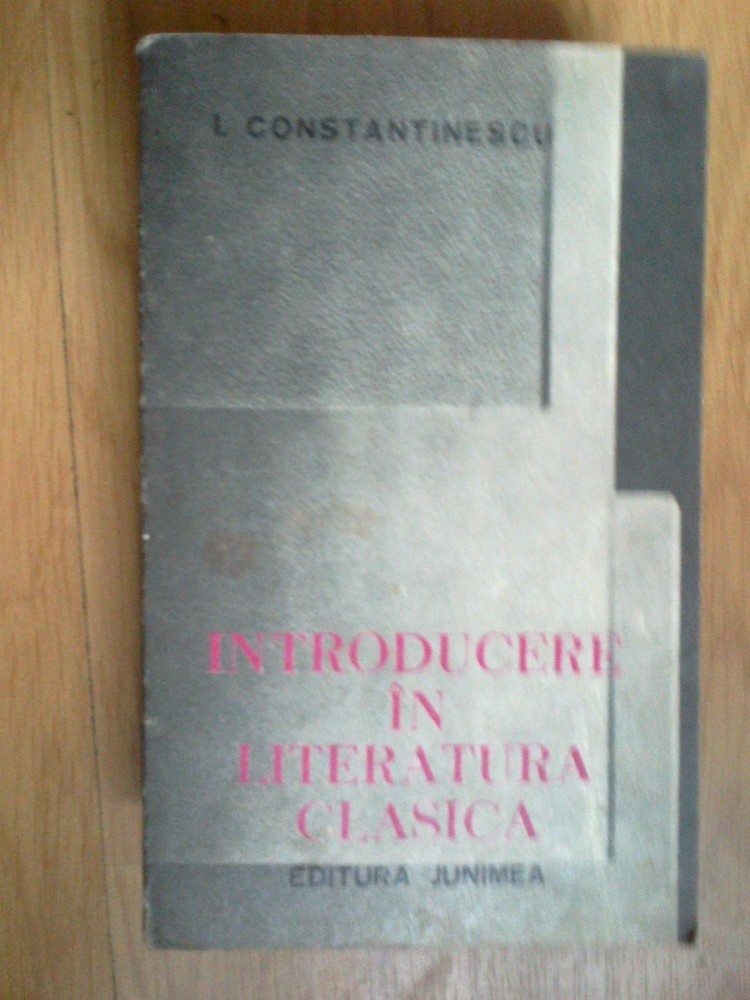 I. CONSTANTINESCU
INTRODUCERE
ÎN
LITERATURA
CLASICA
EDITURA JUNIMEA